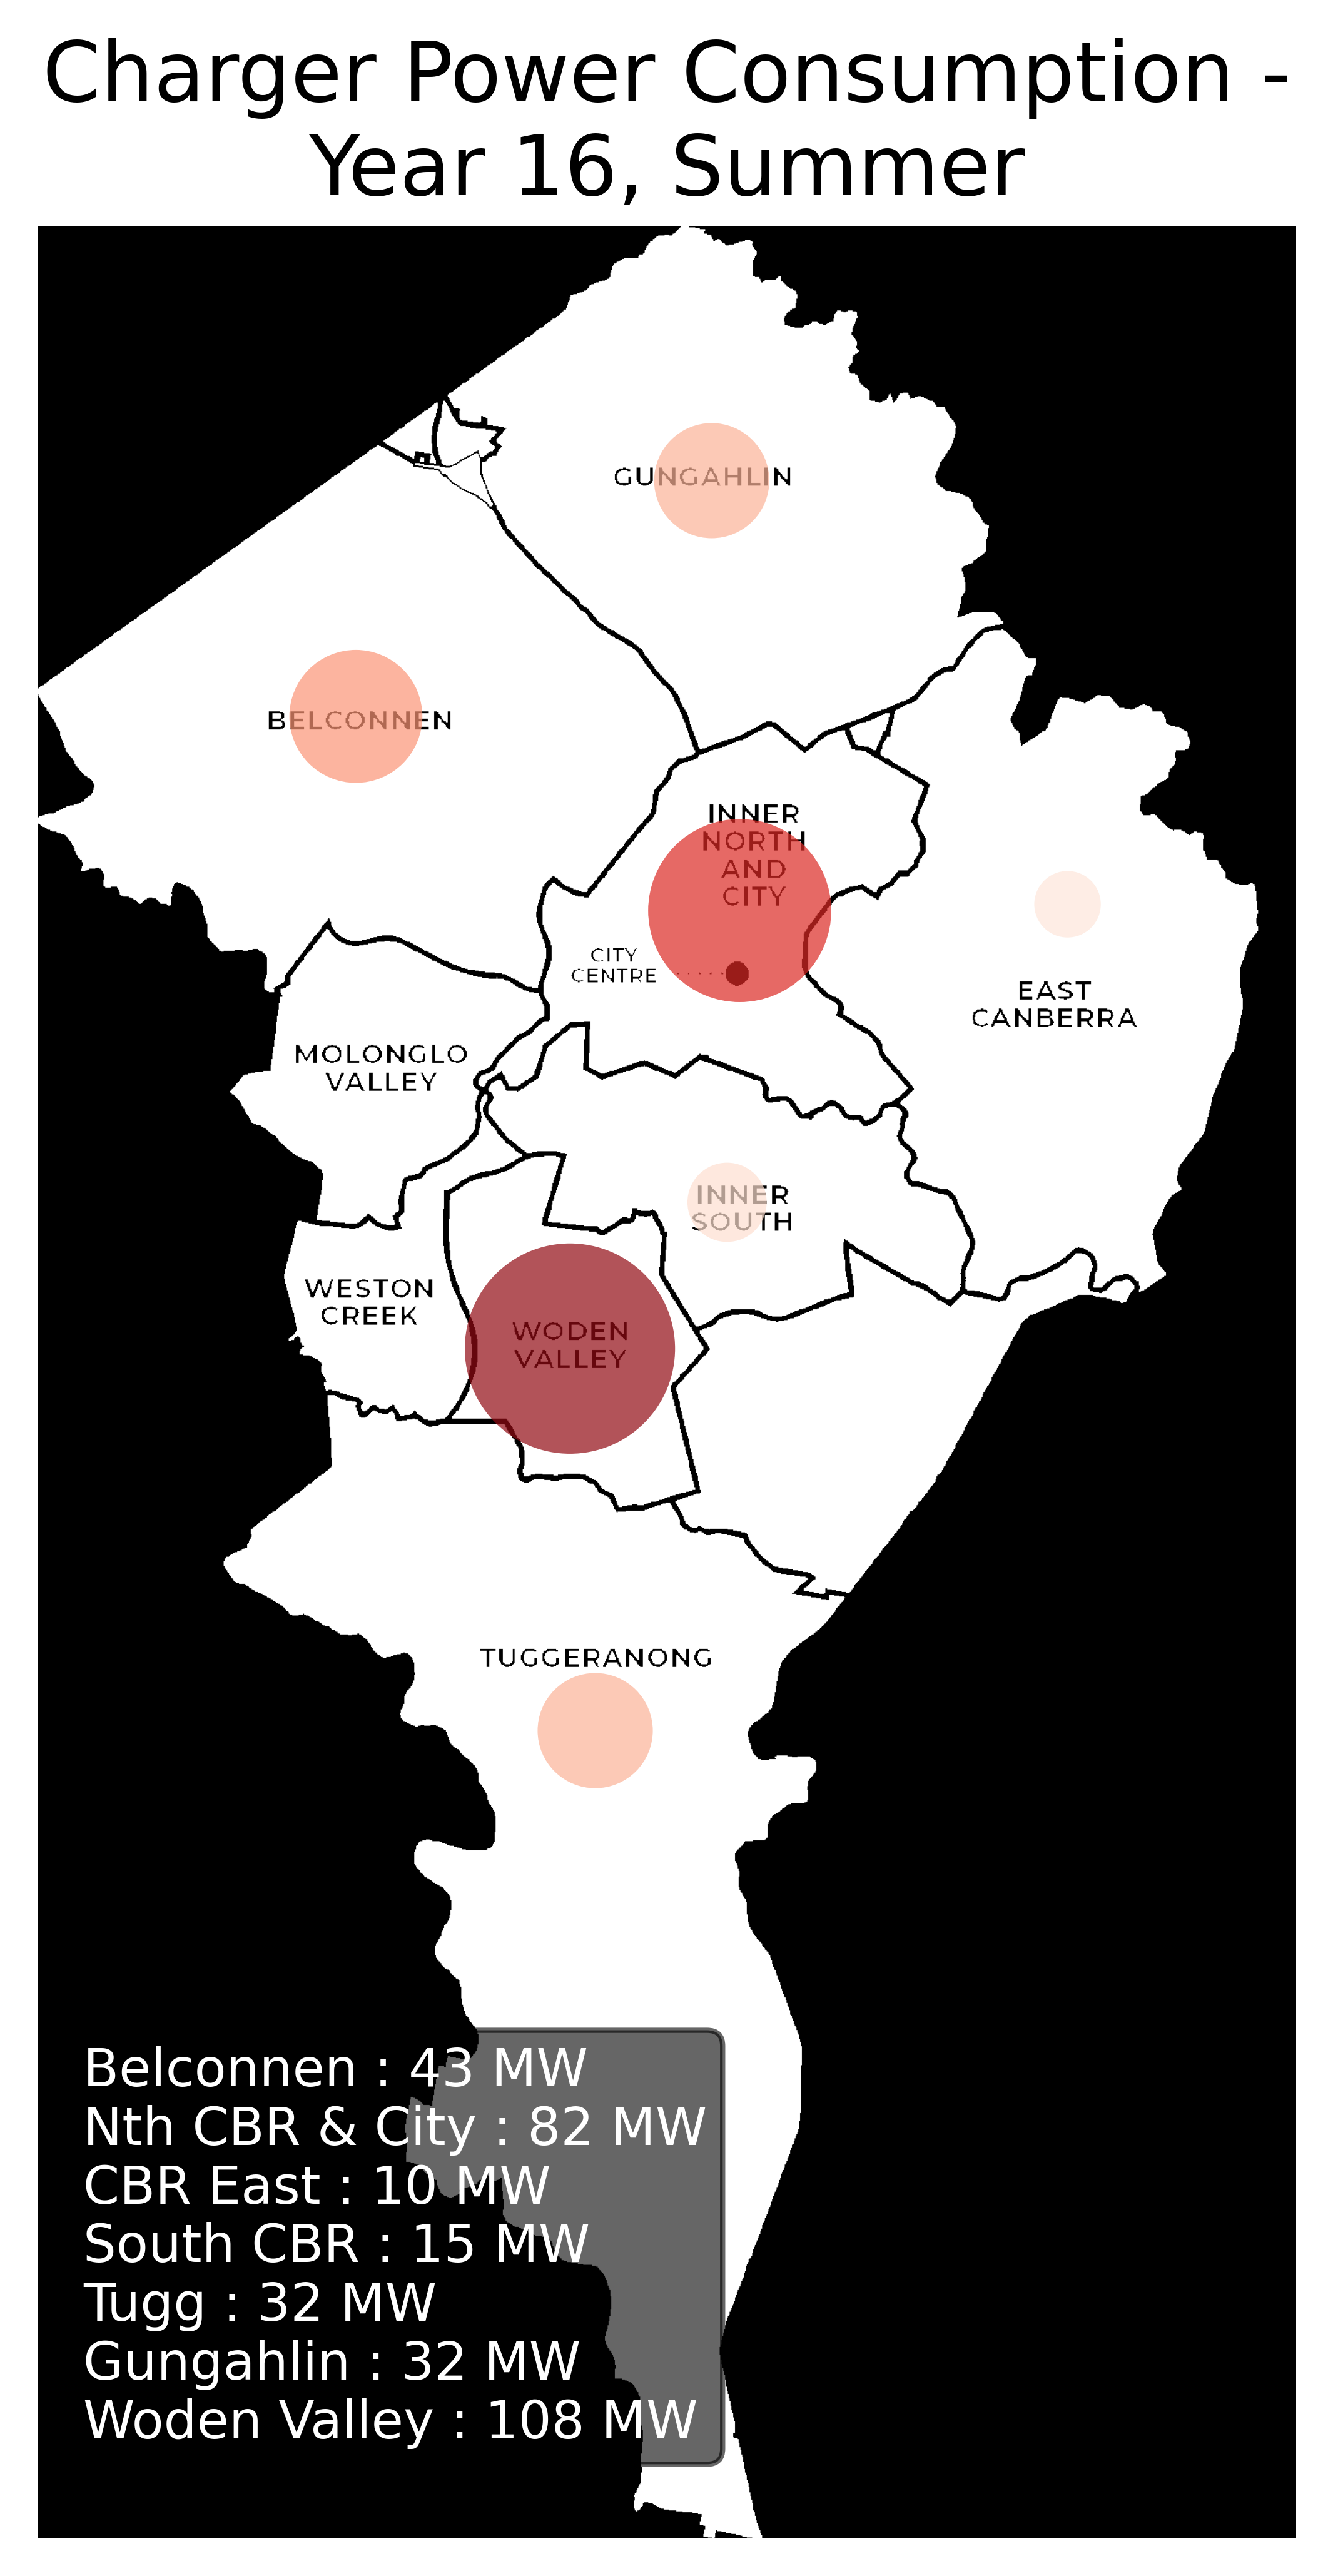 Charger Power Consumption -
Year 16, Summer
GUNGAHLIN
BELCONNEN
INNER
NORTH
AND
CITY
CITY
CENTRE
EAST
CANBERRA
MOLONGLO
VALLEY
INNER
SOUTH
WESTON
CREEK
WODEN
VALLEY
TUGGERANONG
Belconnen : 43 MW
Nth CBR & City : 82 MW
CBR East : 10 MW
South CBR : 15 MW
Tugg : 32 MW
Gungahlin : 32 MW
Woden Valley : 108 MW